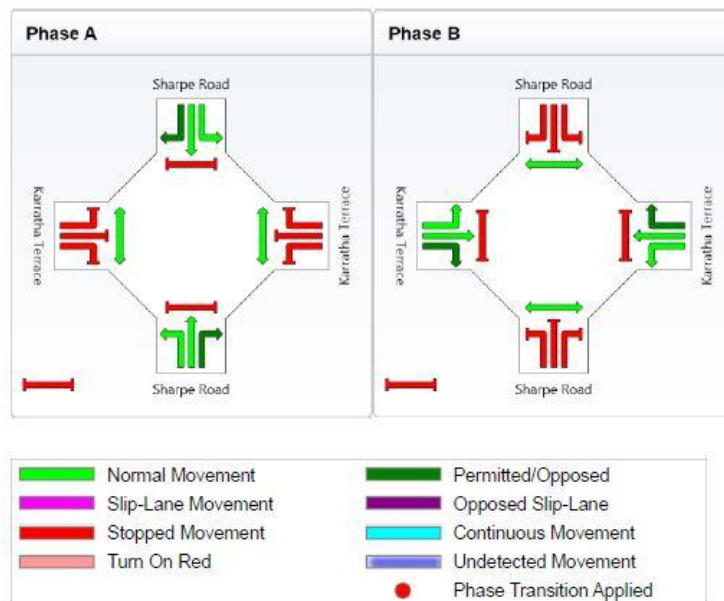 Phase A
Phase B
Sharpe Road
Sharpe Road
Karratha Terrace
Karratha Terrace
Karratha Terrace
Karratha Terrace
Sharpe Road
Sharpe Road
Normal Movement
Permitted/Opposed
Slip-Lane Movement
Opposed Slip-Lane
Stopped Movement
Continuous Movement
Turn On Red
Undetected Movement
Phase Transition Applied